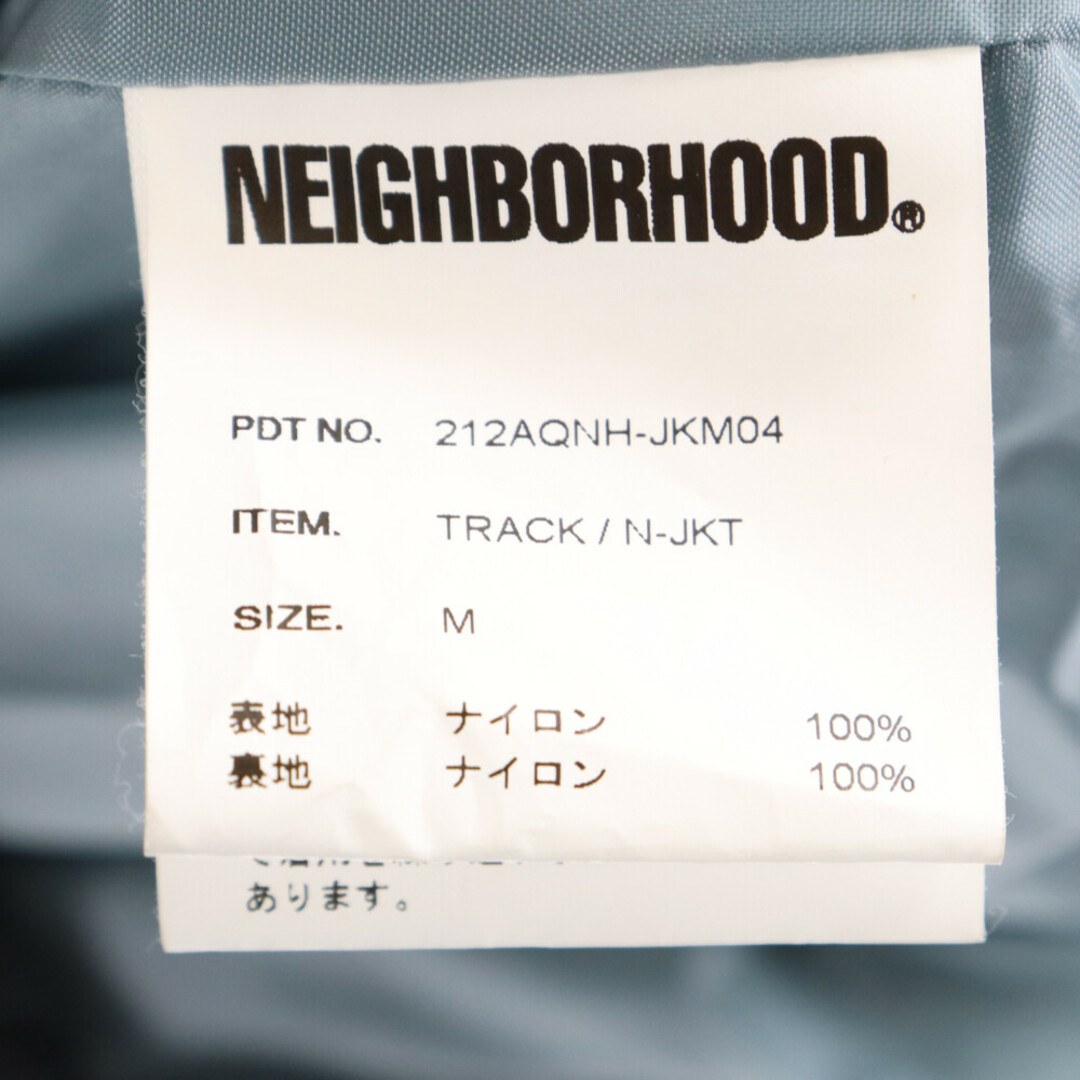 NEIGHBORHOOD®
PDT NO. 212AQNH-JKM04
ITEM. TRACK / N-JKT
SIZE. M
表地 ナイロン 100%
裏地 ナイロン 100%
あります。